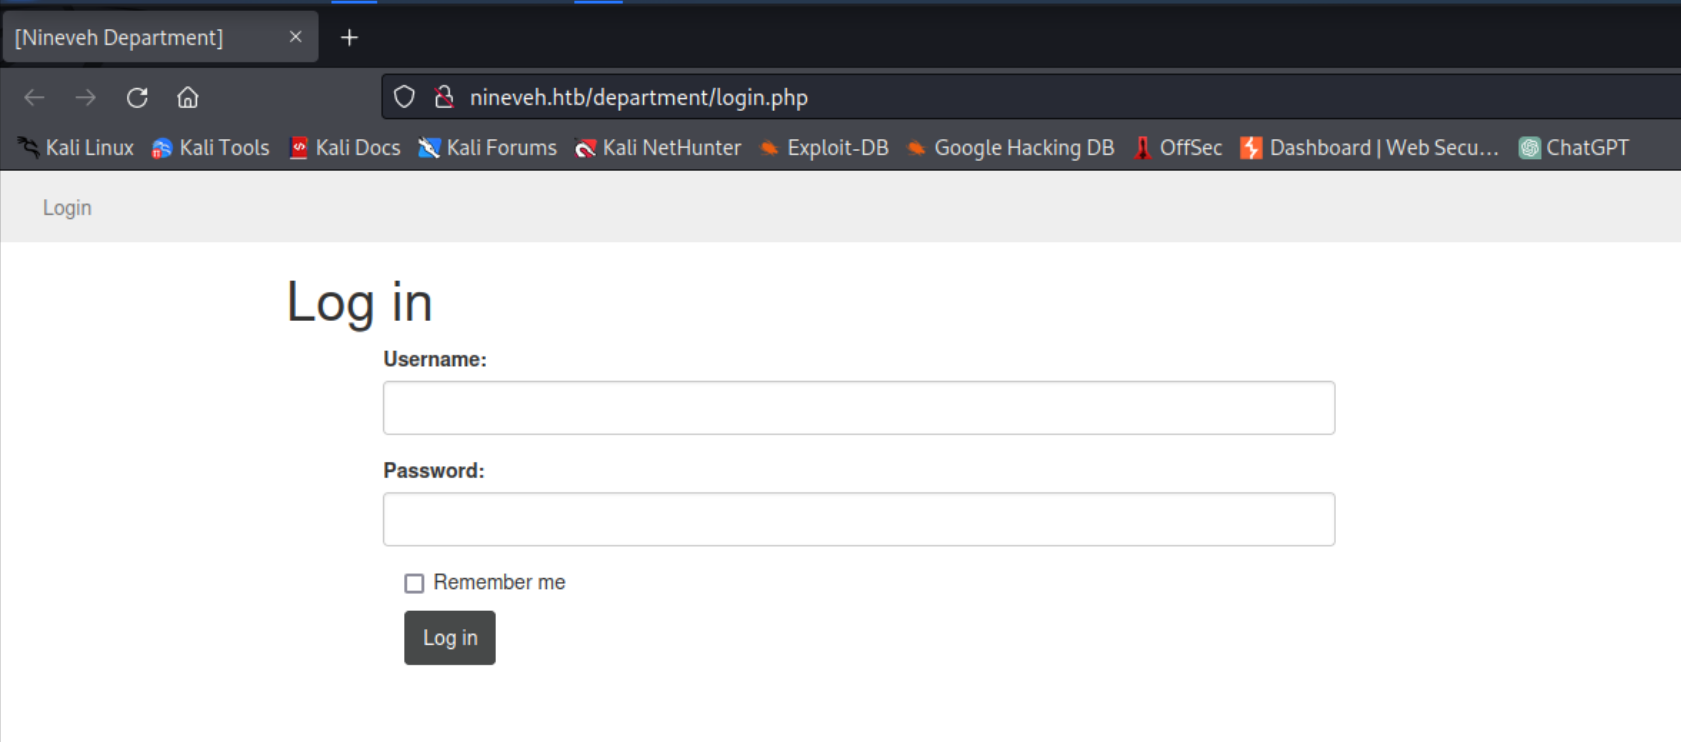 [Nineveh Department]
nineveh.htb/department/login.php
Kali Linux Kali Tools Kali Docs Kali Forums Kali NetHunter Exploit-DB Google Hacking DB OffSec Dashboard | Web Secu... ChatGPT
Login
Log in
Username:
Password:
Remember me
Log in